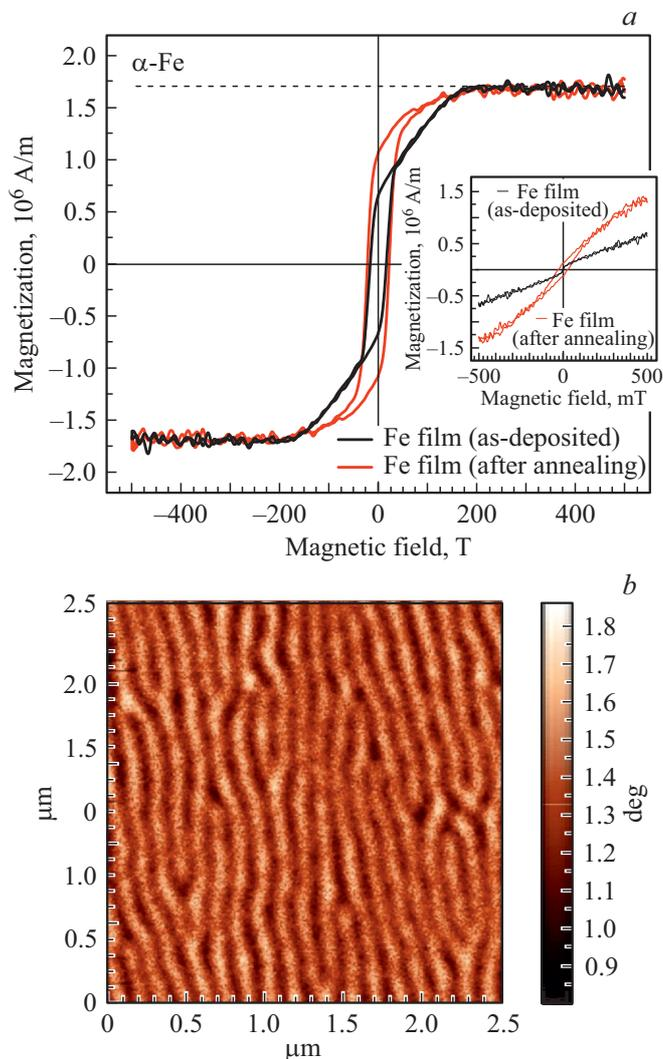 a
α-Fe
2.0
1.5
1.0
0.5
0
–0.5
–1.0
–1.5
–2.0
Magnetization, 10⁶ A/m
–400
–200
0
200
400
Magnetic field, T
Fe film (as-deposited)
Fe film (after annealing)
1.5
0.5
–0.5
–1.5
Magnetization, 10⁶ A/m
– Fe film
(as-deposited)
– Fe film
(after annealing)
–500
0
500
Magnetic field, mT
b
2.5
2.0
1.5
0
1.0
0.5
0
μm
0
0.5
1.0
1.5
2.0
2.5
μm
1.8
1.7
1.6
1.5
1.4
1.3
1.2
1.1
1.0
0.9
deg